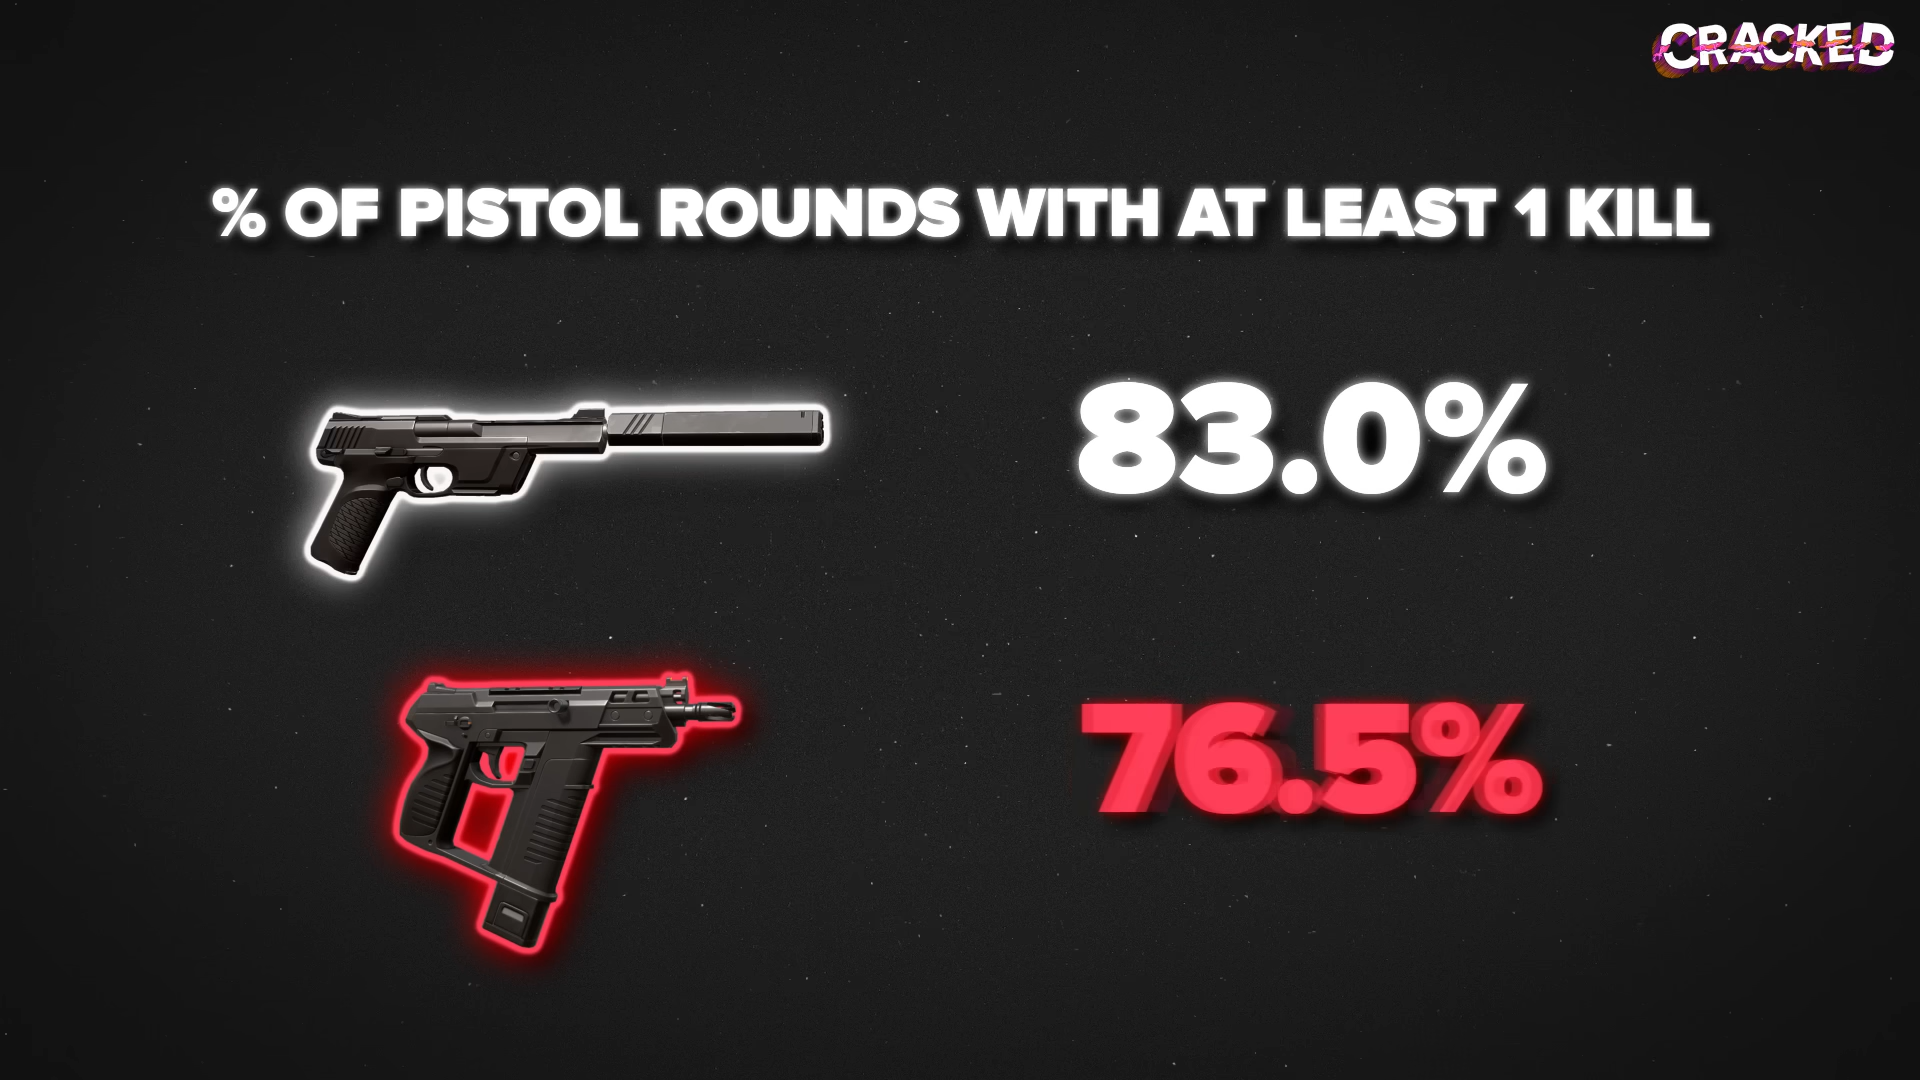 CRACKED
% OF PISTOL ROUNDS WITH AT LEAST 1 KILL
83.0%
76.5%